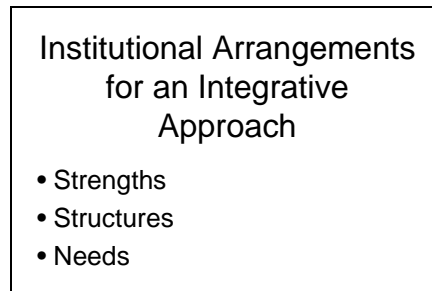 Institutional Arrangements
for an Integrative
Approach
• Strengths
• Structures
• Needs